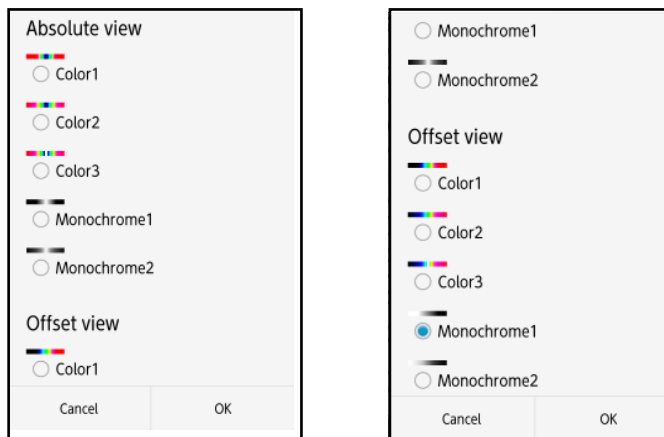 Absolute view
Color1
Color2
Color3
Monochrome1
Monochrome2
Offset view
Color1
Cancel OK
Monochrome1
Monochrome2
Offset view
Color1
Color2
Color3
Monochrome1
Monochrome2
Cancel OK